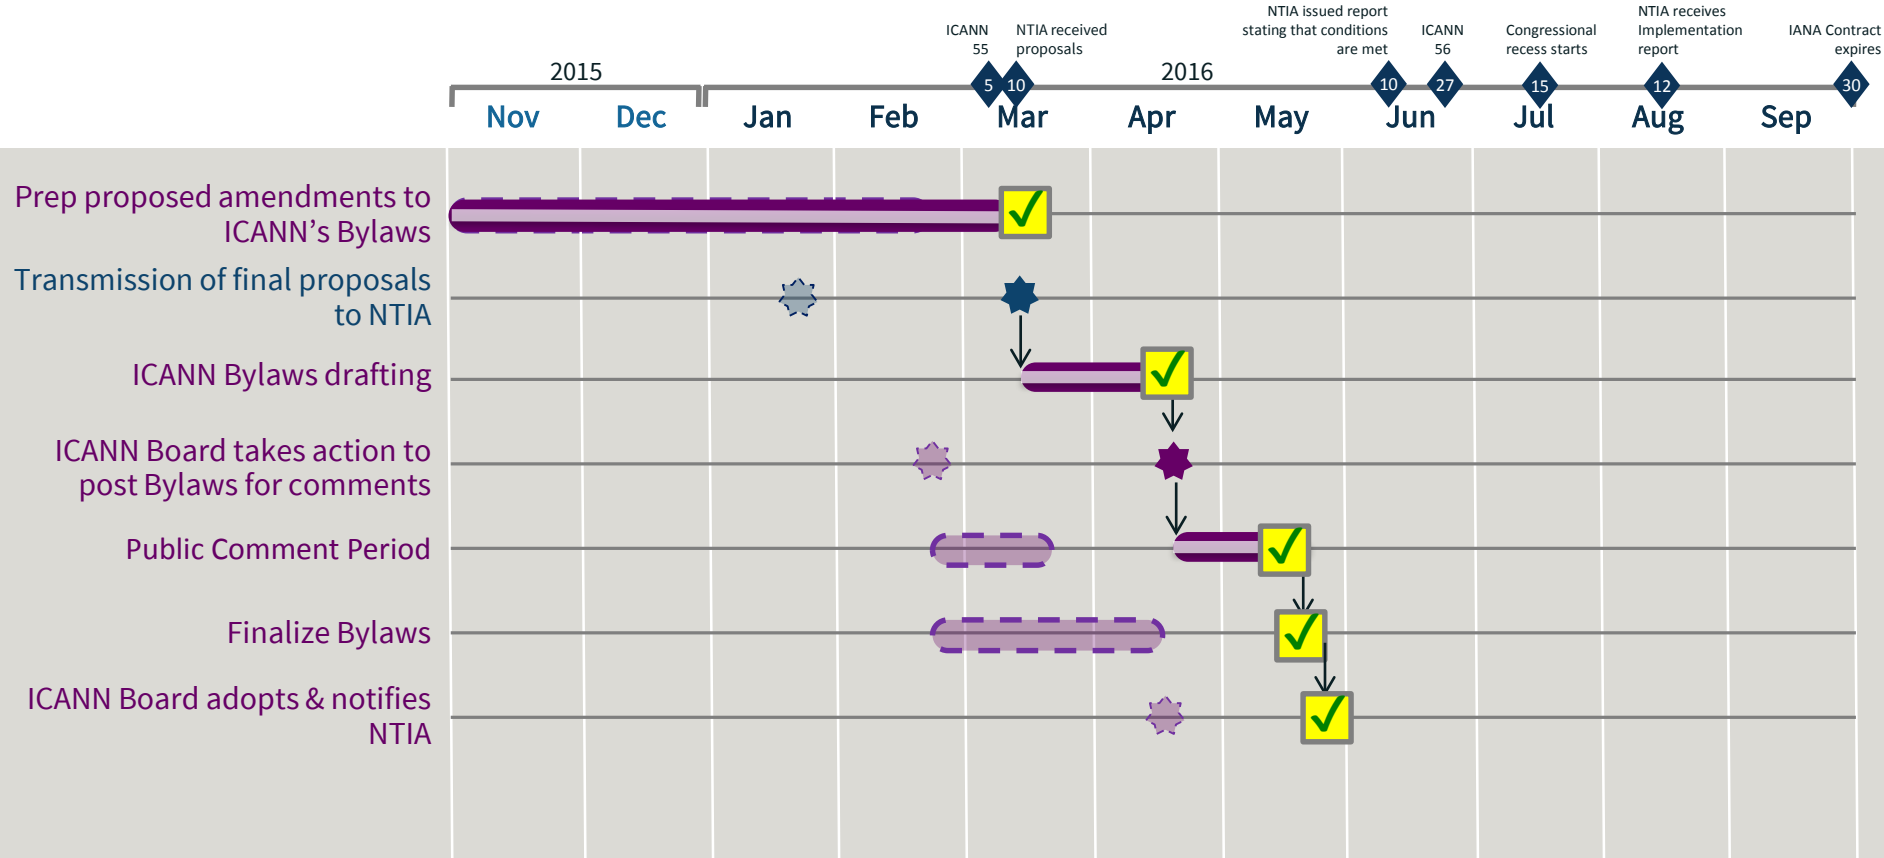 NTIA issued report
stating that conditions
are met
NTIA receives
Implementation
report
ICANN
55
NTIA received
proposals
ICANN
56
Congressional
recess starts
IANA Contract
expires
2015
2016
5
10
10
27
15
12
30
Nov
Dec
Jan
Feb
Mar
Apr
May
Jun
Jul
Aug
Sep
Prep proposed amendments to
ICANN's Bylaws
Transmission of final proposals
to NTIA
ICANN Bylaws drafting
ICANN Board takes action to
post Bylaws for comments
Public Comment Period
Finalize Bylaws
ICANN Board adopts & notifies
NTIA